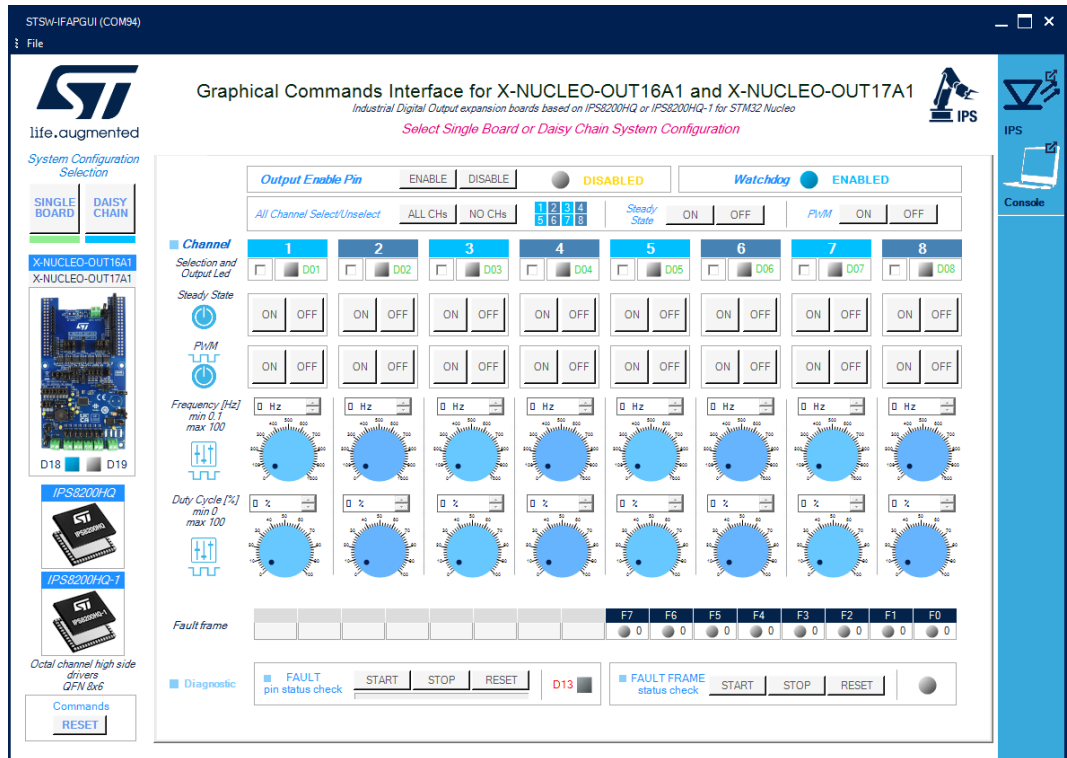 STSW-IFAPGUI (COM94)
File
life.augmented
Graphical Commands Interface for X-NUCLEO-OUT16A1 and X-NUCLEO-OUT17A1
Industrial Digital Output expansion boards based on IPS8200HQ or IPS8200HQ-1 for STM32 Nucleo
Select Single Board or Daisy Chain System Configuration
IPS
IPS
Console
System Configuration
Selection
SINGLE BOARD
DAISY CHAIN
X-NUCLEO-OUT16A1
X-NUCLEO-OUT17A1
D18 D19
IPS8200HQ
IPS8200HQ
IPS8200HQ-1
IPS8200HQ-1
Octal channel high side
drivers
QFN 8x6
Commands
RESET
Output Enable Pin ENABLE DISABLE DISABLED Watchdog ENABLED
All Channel Select/Unselect ALL CHs NO CHs 1 2 3 4 5 6 7 8 Steady State ON OFF PWM ON OFF
Channel 1 2 3 4 5 6 7 8
Selection and
Output Led D01 D02 D03 D04 D05 D06 D07 D08
Steady State
ON OFF ON OFF ON OFF ON OFF ON OFF ON OFF ON OFF ON OFF
PWM
ON OFF ON OFF ON OFF ON OFF ON OFF ON OFF ON OFF ON OFF
Frequency [Hz] 0 Hz 0 Hz 0 Hz 0 Hz 0 Hz 0 Hz 0 Hz 0 Hz
min 0.1
max 100
Duty Cycle [%] 0 % 0 % 0 % 0 % 0 % 0 % 0 % 0 %
min 0
max 100
F7 F6 F5 F4 F3 F2 F1 F0
Fault frame 0 0 0 0 0 0 0 0
Diagnostic
FAULT
pin status check START STOP RESET D13
FAULT FRAME
status check START STOP RESET